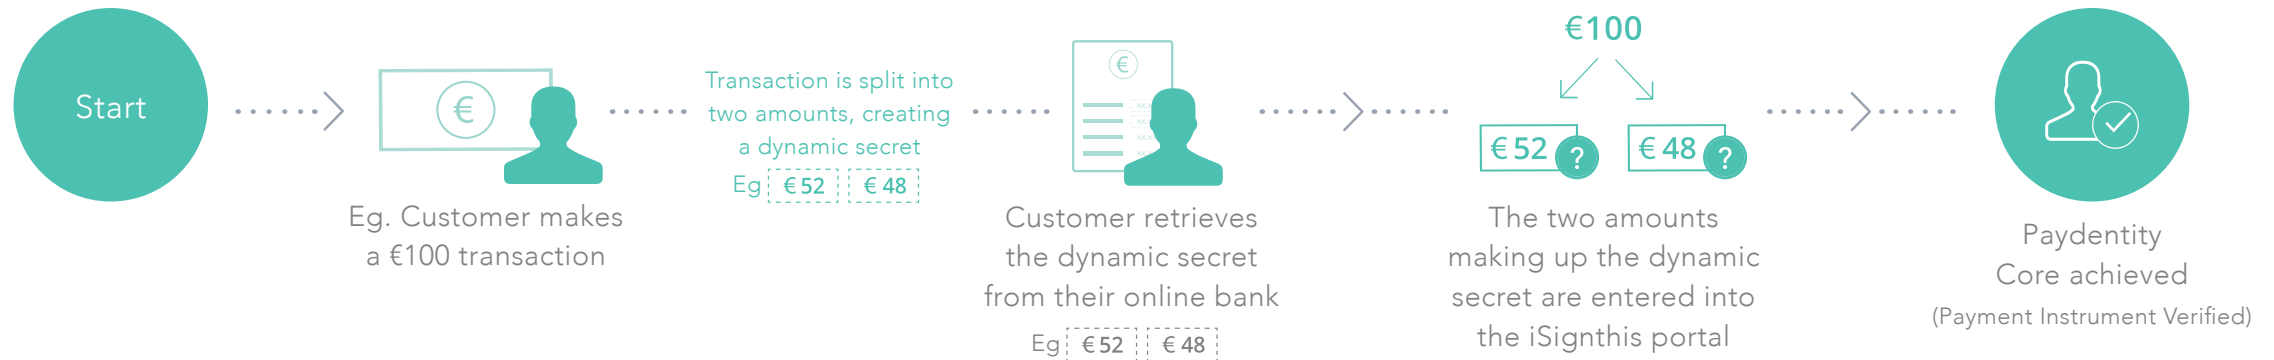 Start
€
Eg. Customer makes
a €100 transaction
Transaction is split into
two amounts, creating
a dynamic secret
Eg € 52 € 48
€
Customer retrieves
the dynamic secret
from their online bank
Eg € 52 € 48
€100
€ 52 ? € 48 ?
The two amounts
making up the dynamic
secret are entered into
the iSignthis portal
Paydentity
Core achieved
(Payment Instrument Verified)